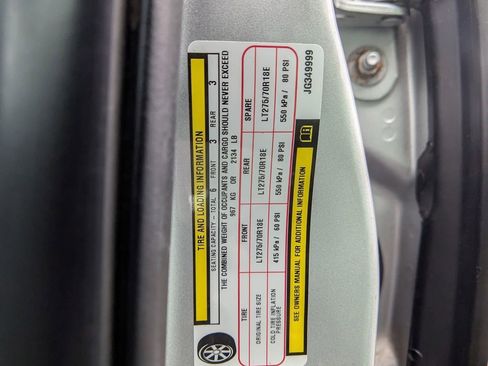 TIRE AND LOADING INFORMATION
SEATING CAPACITY - TOTAL 6 FRONT 3 REAR 3
THE COMBINED WEIGHT OF OCCUPANTS AND CARGO SHOULD NEVER EXCEED
967 KG OR 2134 LB
TIRE FRONT REAR SPARE
ORIGINAL TIRE SIZE LT275/70R18E LT275/70R18E LT275/70R18E
COLD TIRE INFLATION
PRESSURE 415 kPa / 60 PSI 550 kPa / 80 PSI 550 kPa / 80 PSI
SEE OWNERS MANUAL FOR ADDITIONAL INFORMATION
JG349999